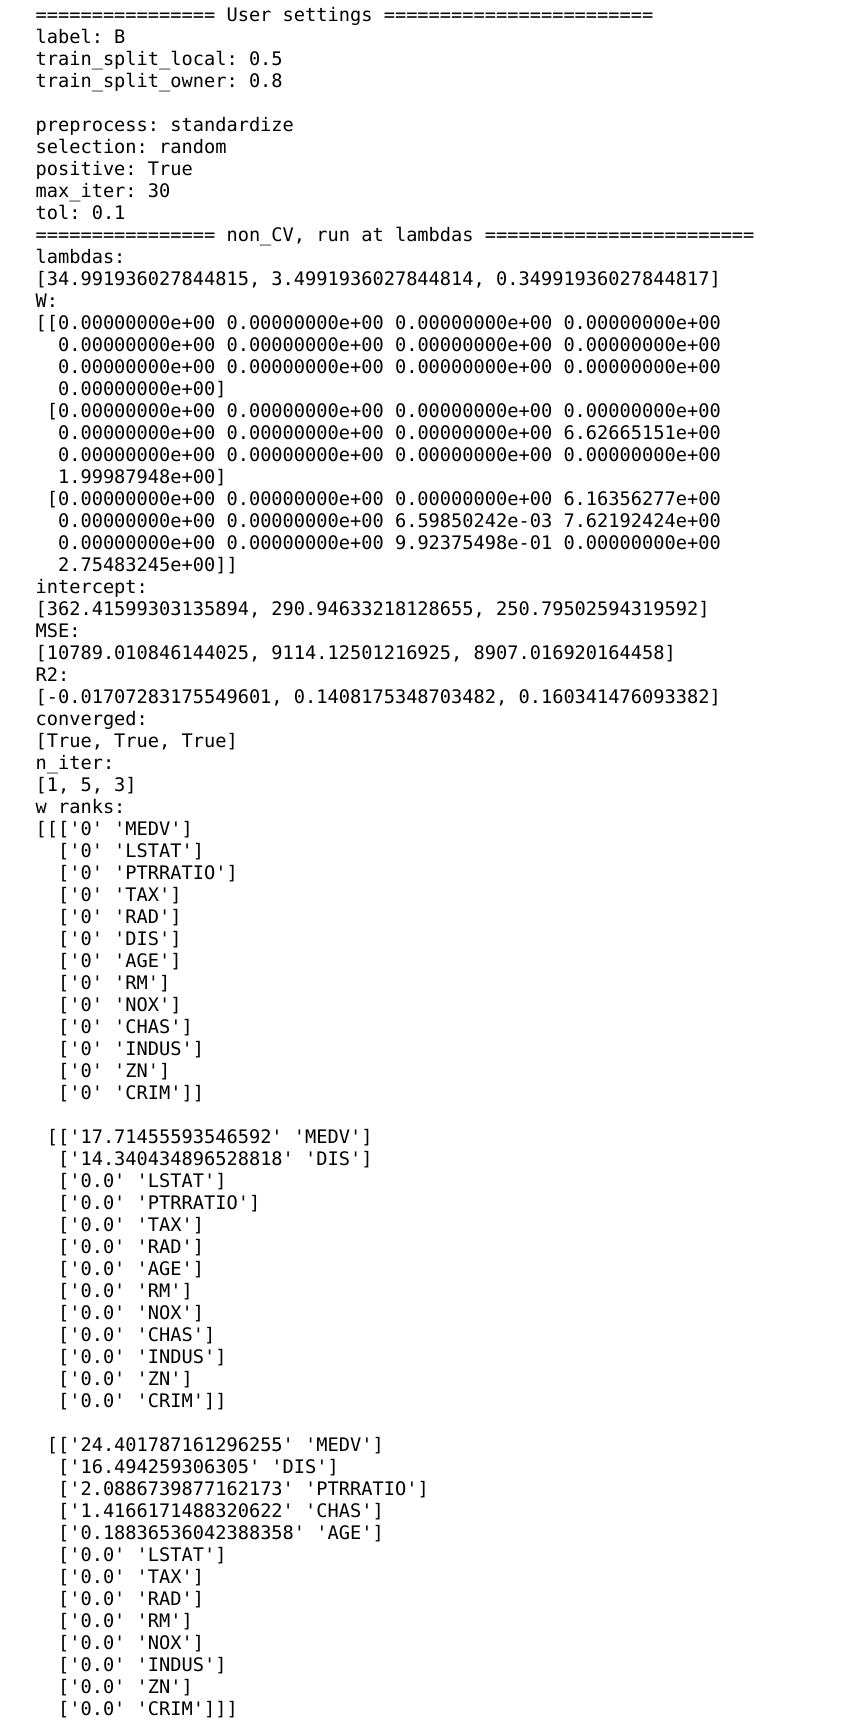 ================ User settings ========================
label: B
train_split_local: 0.5
train_split_owner: 0.8
preprocess: standardize
selection: random
positive: True
max_iter: 30
tol: 0.1
================ non_CV, run at lambdas ========================
lambdas:
[34.991936027844815, 3.4991936027844814, 0.34991936027844817]
W:
[[0.00000000e+00 0.00000000e+00 0.00000000e+00 0.00000000e+00
  0.00000000e+00 0.00000000e+00 0.00000000e+00 0.00000000e+00
  0.00000000e+00 0.00000000e+00 0.00000000e+00 0.00000000e+00
  0.00000000e+00]
 [0.00000000e+00 0.00000000e+00 0.00000000e+00 0.00000000e+00
  0.00000000e+00 0.00000000e+00 0.00000000e+00 6.62665151e+00
  0.00000000e+00 0.00000000e+00 0.00000000e+00 0.00000000e+00
  1.99987948e+00]
 [0.00000000e+00 0.00000000e+00 0.00000000e+00 6.16356277e+00
  0.00000000e+00 0.00000000e+00 6.59850242e-03 7.62192424e+00
  0.00000000e+00 0.00000000e+00 9.92375498e-01 0.00000000e+00
  2.75483245e+00]]
intercept:
[362.41599303135894, 290.94633218128655, 250.79502594319592]
MSE:
[10789.010846144025, 9114.12501216925, 8907.016920164458]
R2:
[-0.01707283175549601, 0.1408175348703482, 0.160341476093382]
converged:
[True, True, True]
n_iter:
[1, 5, 3]
w ranks:
[[['0' 'MEDV']
  ['0' 'LSTAT']
  ['0' 'PTRRATIO']
  ['0' 'TAX']
  ['0' 'RAD']
  ['0' 'DIS']
  ['0' 'AGE']
  ['0' 'RM']
  ['0' 'NOX']
  ['0' 'CHAS']
  ['0' 'INDUS']
  ['0' 'ZN']
  ['0' 'CRIM']]
 [['17.71455593546592' 'MEDV']
  ['14.340434896528818' 'DIS']
  ['0.0' 'LSTAT']
  ['0.0' 'PTRRATIO']
  ['0.0' 'TAX']
  ['0.0' 'RAD']
  ['0.0' 'AGE']
  ['0.0' 'RM']
  ['0.0' 'NOX']
  ['0.0' 'CHAS']
  ['0.0' 'INDUS']
  ['0.0' 'ZN']
  ['0.0' 'CRIM']]
 [['24.401787161296255' 'MEDV']
  ['16.494259306305' 'DIS']
  ['2.0886739877162173' 'PTRRATIO']
  ['1.4166171488320622' 'CHAS']
  ['0.18836536042388358' 'AGE']
  ['0.0' 'LSTAT']
  ['0.0' 'TAX']
  ['0.0' 'RAD']
  ['0.0' 'RM']
  ['0.0' 'NOX']
  ['0.0' 'INDUS']
  ['0.0' 'ZN']
  ['0.0' 'CRIM']]]